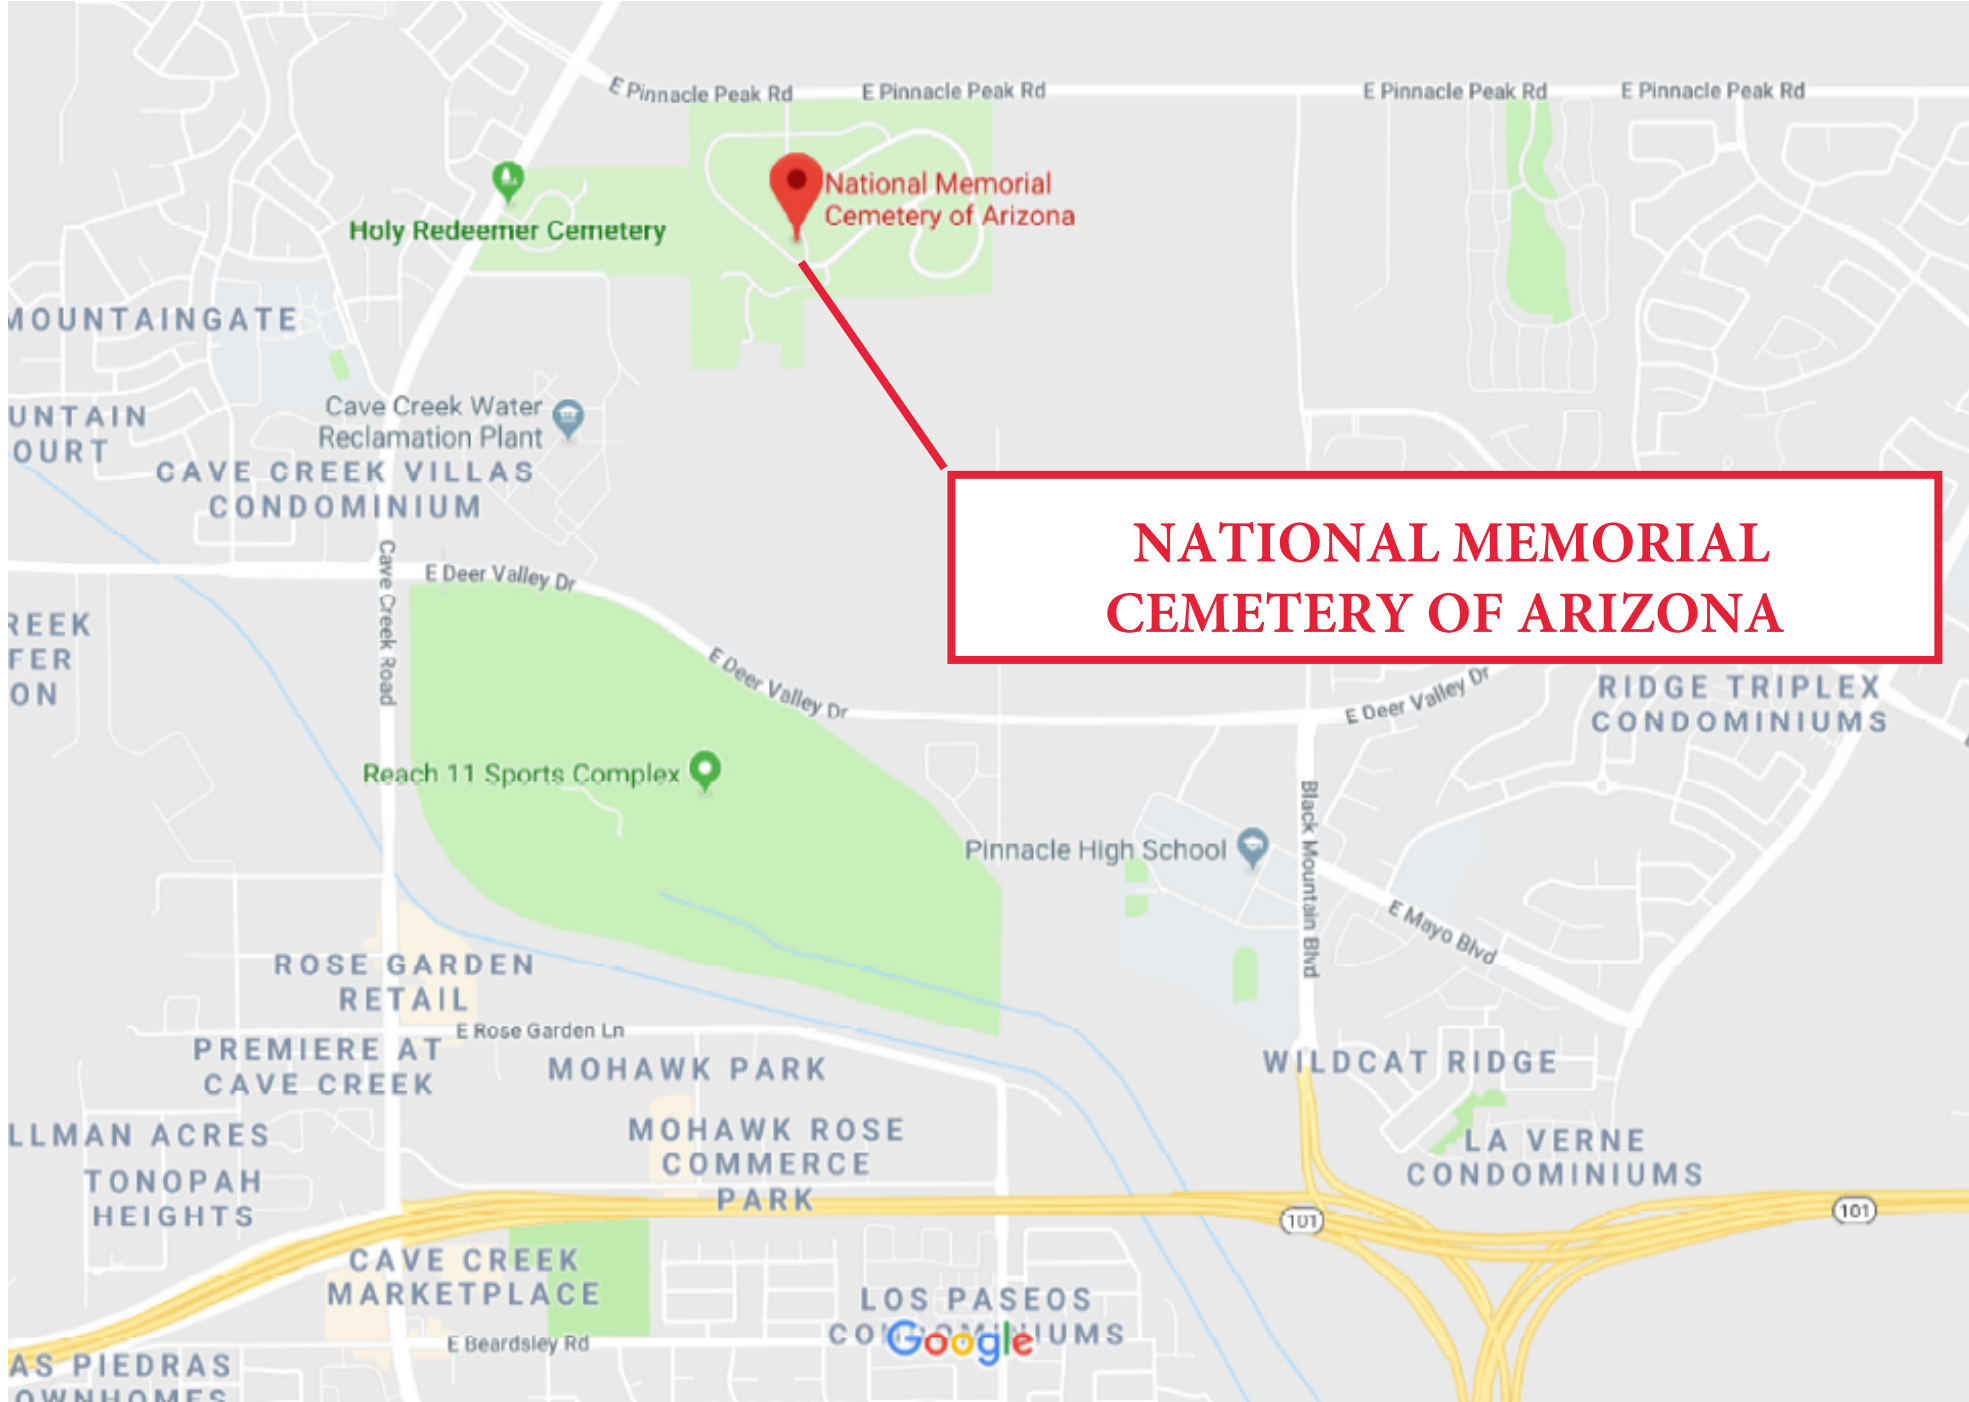 E Pinnacle Peak Rd
E Pinnacle Peak Rd
E Pinnacle Peak Rd
E Pinnacle Peak Rd
National Memorial
Cemetery of Arizona
Holy Redeemer Cemetery
MOUNTAINGATE
Cave Creek Water
Reclamation Plant
UNTAIN
OURT
CAVE CREEK VILLAS
CONDOMINIUM
NATIONAL MEMORIAL
CEMETERY OF ARIZONA
Cave Creek Road
E Deer Valley Dr
REEK
FER
ON
E Deer Valley Dr
E Deer Valley Dr
RIDGE TRIPLEX
CONDOMINIUMS
Reach 11 Sports Complex
Pinnacle High School
Black Mountain Blvd
E Mayo Blvd
ROSE GARDEN
RETAIL
E Rose Garden Ln
PREMIERE AT
CAVE CREEK
MOHAWK PARK
WILDCAT RIDGE
LLMAN ACRES
MOHAWK ROSE
COMMERCE
PARK
LA VERNE
CONDOMINIUMS
TONOPAH
HEIGHTS
101
101
CAVE CREEK
MARKETPLACE
LOS PASEOS
CONDOMINIUMS
Google
E Beardsley Rd
AS PIEDRAS
OWNHOMES